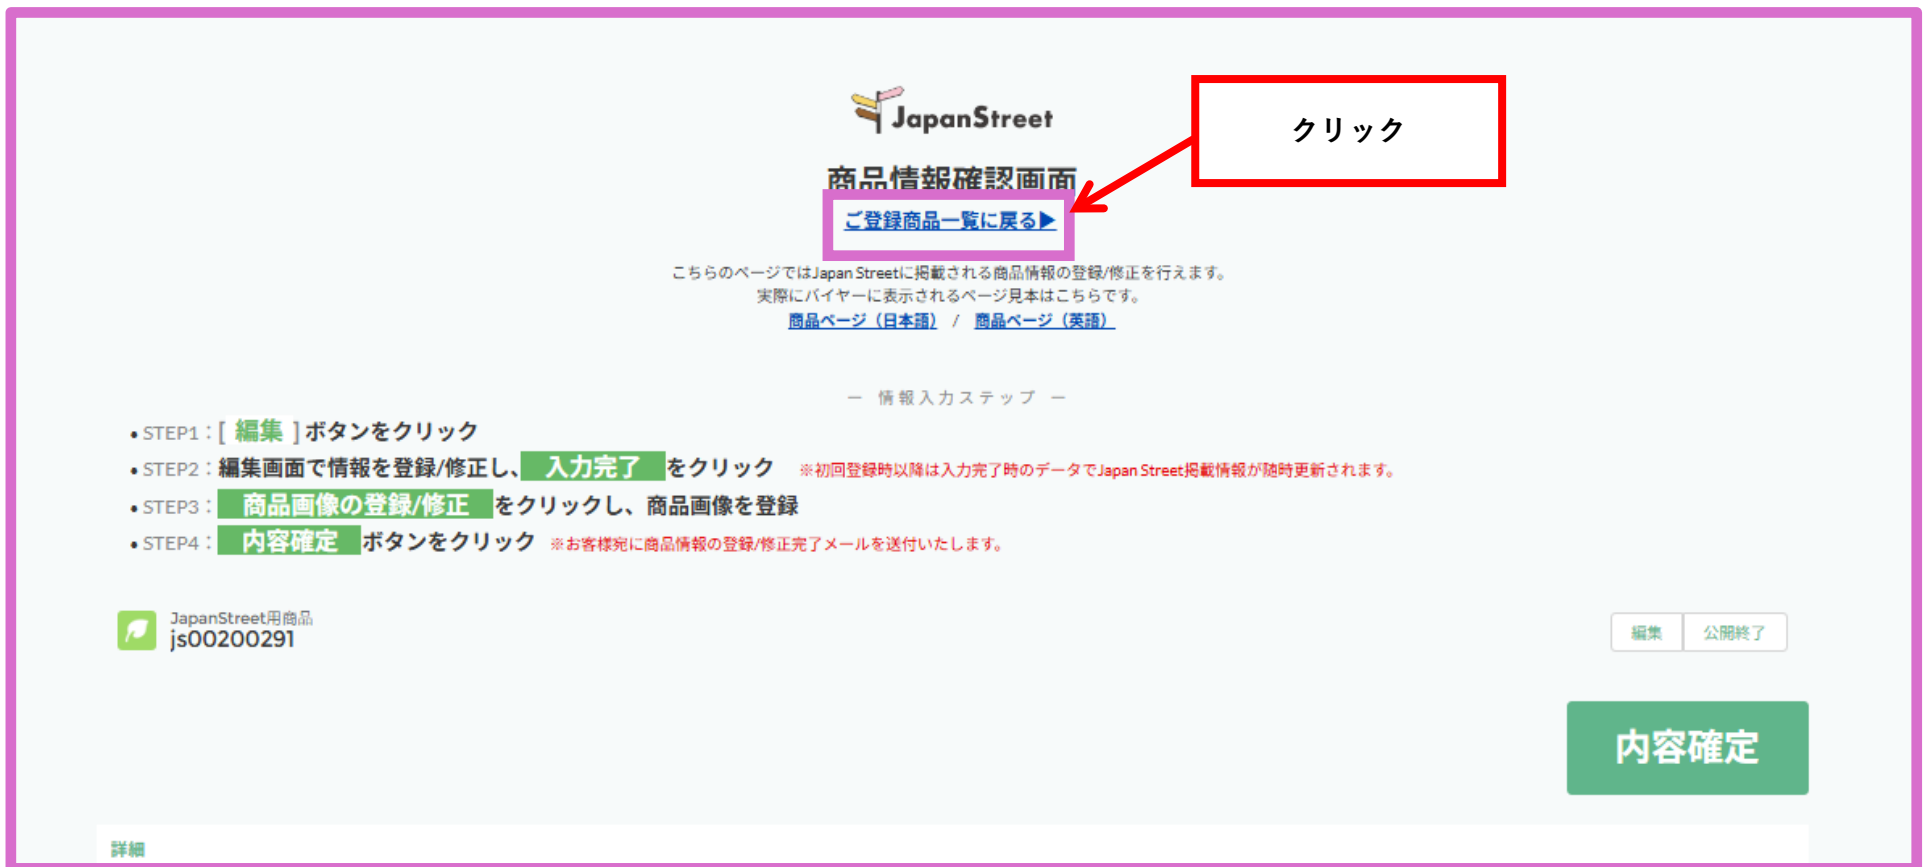 JapanStreet
クリック
商品情報確認画面
ご登録商品一覧に戻る▶
こちらのページではJapan Streetに掲載される商品情報の登録/修正を行えます。
実際にバイヤーに表示されるページ見本はこちらです。
商品ページ（日本語） / 商品ページ（英語）
― 情報入力ステップ ―
• STEP1：[ 編集 ] ボタンをクリック
• STEP2：編集画面で情報を登録/修正し、 入力完了 をクリック ※初回登録時以降は入力完了時のデータでJapan Street掲載情報が随時更新されます。
• STEP3： 商品画像の登録/修正 をクリックし、商品画像を登録
• STEP4： 内容確定 ボタンをクリック ※お客様宛に商品情報の登録/修正完了メールを送付いたします。
JapanStreet用商品
js00200291
編集 公開終了
内容確定
詳細